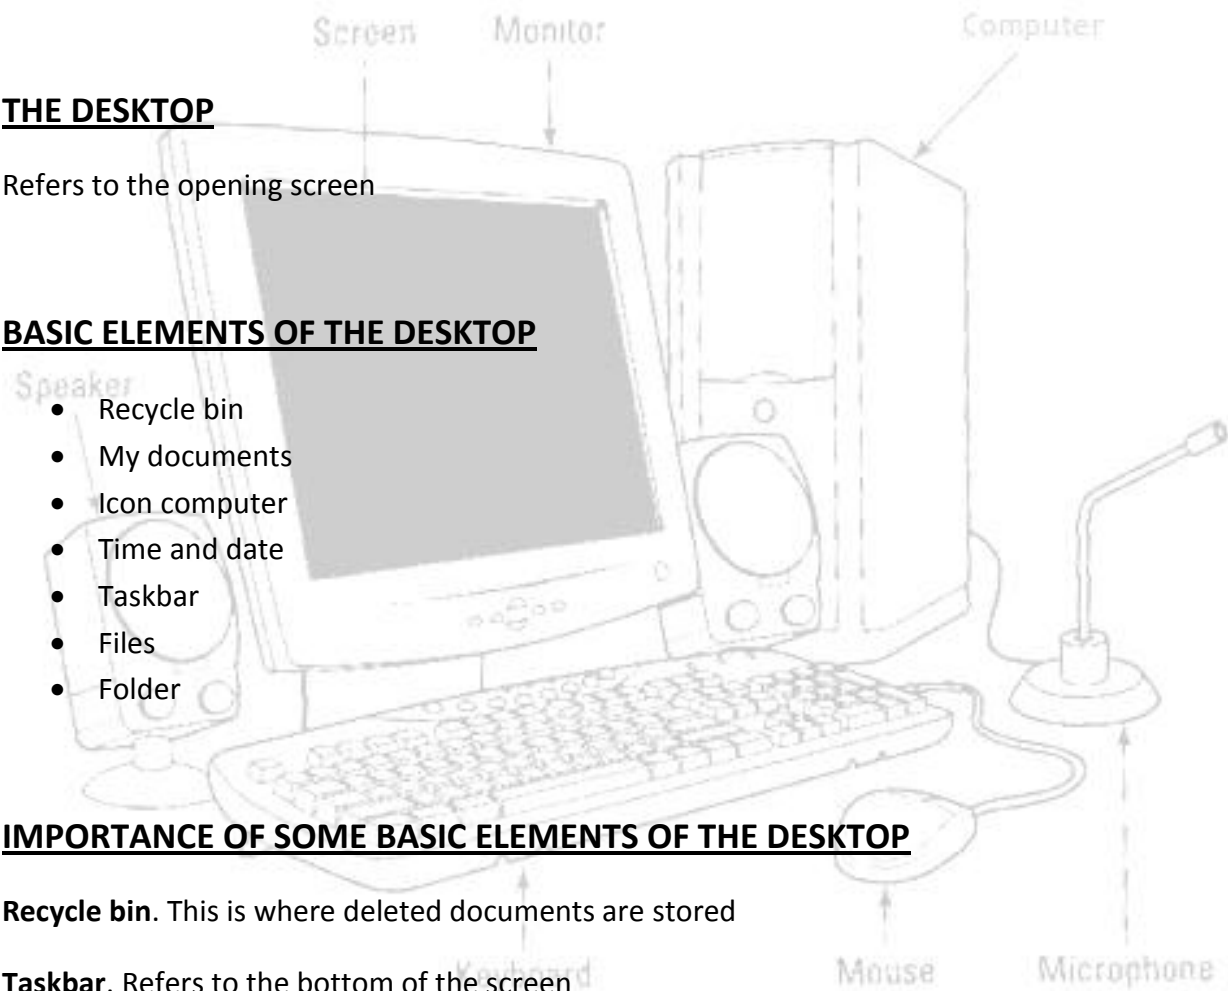 Screen Monitor Computer
THE DESKTOP
Refers to the opening screen
BASIC ELEMENTS OF THE DESKTOP
Speaker
• Recycle bin
• My documents
• Icon computer
• Time and date
• Taskbar
• Files
• Folder
IMPORTANCE OF SOME BASIC ELEMENTS OF THE DESKTOP
Recycle bin. This is where deleted documents are stored
Taskbar. Refers to the bottom of the screen
Keyboard Mouse Microphone